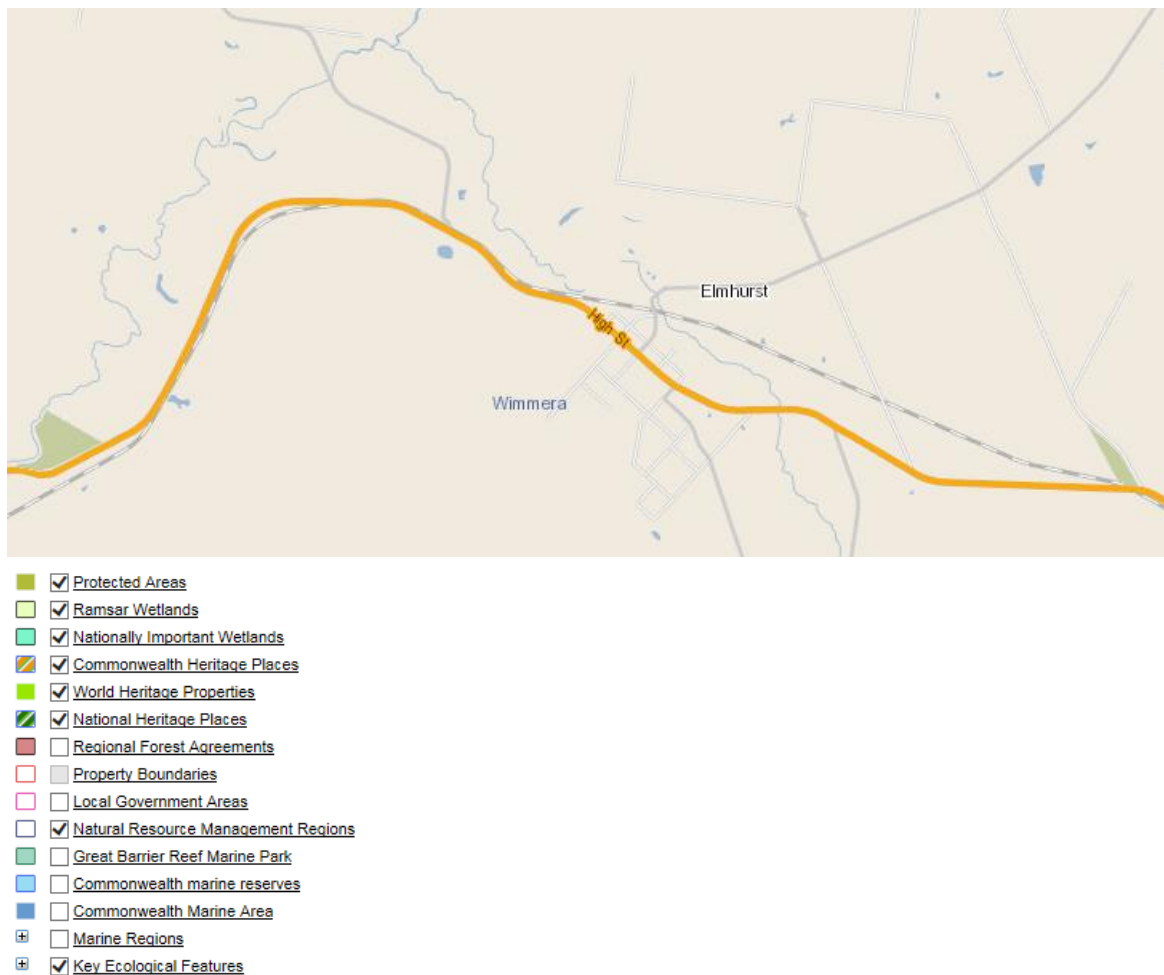 Elmhurst
High St
Wimmera
Protected Areas
Ramsar Wetlands
Nationally Important Wetlands
Commonwealth Heritage Places
World Heritage Properties
National Heritage Places
Regional Forest Agreements
Property Boundaries
Local Government Areas
Natural Resource Management Regions
Great Barrier Reef Marine Park
Commonwealth marine reserves
Commonwealth Marine Area
Marine Regions
Key Ecological Features